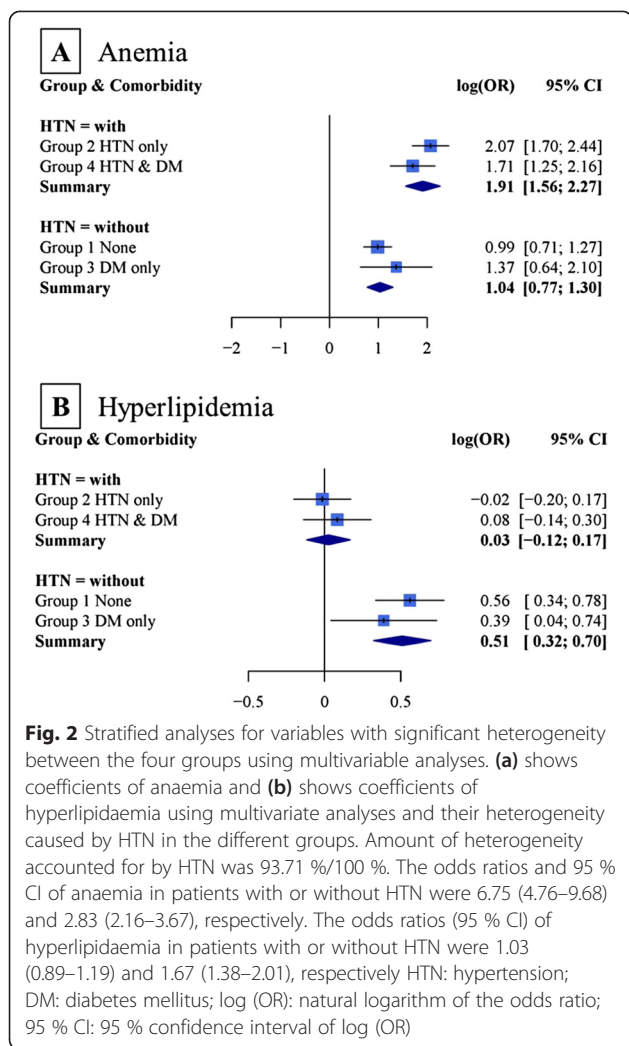 A Anemia
Group & Comorbidity log(OR) 95% CI
HTN = with
Group 2 HTN only 2.07 [1.70; 2.44]
Group 4 HTN & DM 1.71 [1.25; 2.16]
Summary 1.91 [1.56; 2.27]
HTN = without
Group 1 None 0.99 [0.71; 1.27]
Group 3 DM only 1.37 [0.64; 2.10]
Summary 1.04 [0.77; 1.30]
−2 −1 0 1 2
B Hyperlipidemia
Group & Comorbidity log(OR) 95% CI
HTN = with
Group 2 HTN only −0.02 [−0.20; 0.17]
Group 4 HTN & DM 0.08 [−0.14; 0.30]
Summary 0.03 [−0.12; 0.17]
HTN = without
Group 1 None 0.56 [ 0.34; 0.78]
Group 3 DM only 0.39 [ 0.04; 0.74]
Summary 0.51 [ 0.32; 0.70]
−0.5 0 0.5
Fig. 2 Stratified analyses for variables with significant heterogeneity
between the four groups using multivariable analyses. (a) shows
coefficients of anaemia and (b) shows coefficients of
hyperlipidaemia using multivariate analyses and their heterogeneity
caused by HTN in the different groups. Amount of heterogeneity
accounted for by HTN was 93.71 %/100 %. The odds ratios and 95 %
CI of anaemia in patients with or without HTN were 6.75 (4.76–9.68)
and 2.83 (2.16–3.67), respectively. The odds ratios (95 % CI) of
hyperlipidaemia in patients with or without HTN were 1.03
(0.89–1.19) and 1.67 (1.38–2.01), respectively HTN: hypertension;
DM: diabetes mellitus; log (OR): natural logarithm of the odds ratio;
95 % CI: 95 % confidence interval of log (OR)